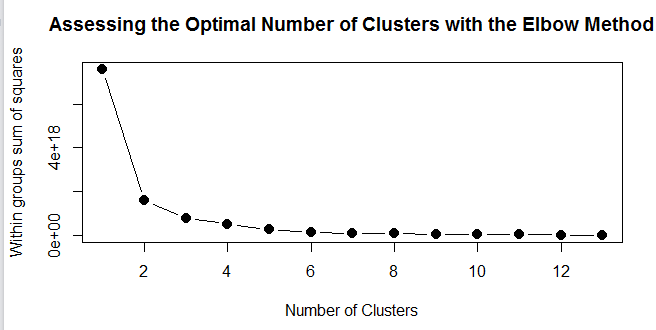 Assessing the Optimal Number of Clusters with the Elbow Method
Within groups sum of squares
4e+18
0e+00
2 4 6 8 10 12
Number of Clusters